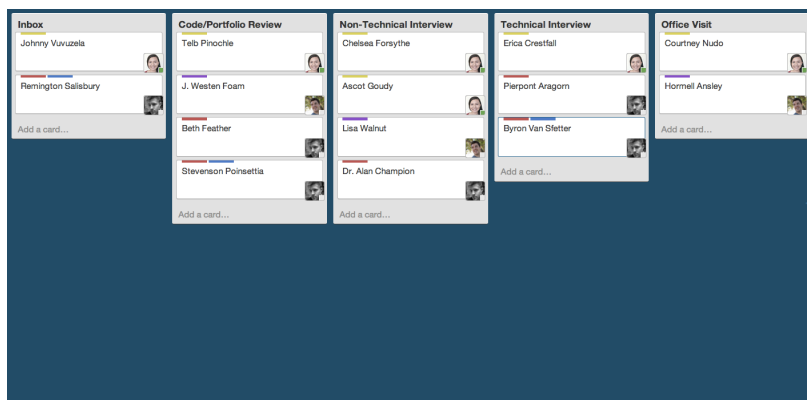 Inbox
Johnny Vuvuzela
Remington Salisbury
Add a card...
Code/Portfolio Review
Telb Pinochle
J. Westen Foam
Beth Feather
Stevenson Poinsettia
Add a card...
Non-Technical Interview
Chelsea Forsythe
Ascot Goudy
Lisa Walnut
Dr. Alan Champion
Add a card...
Technical Interview
Erica Crestfall
Pierpont Aragorn
Byron Van Sfetter
Add a card...
Office Visit
Courtney Nudo
Hormell Ansley
Add a card...